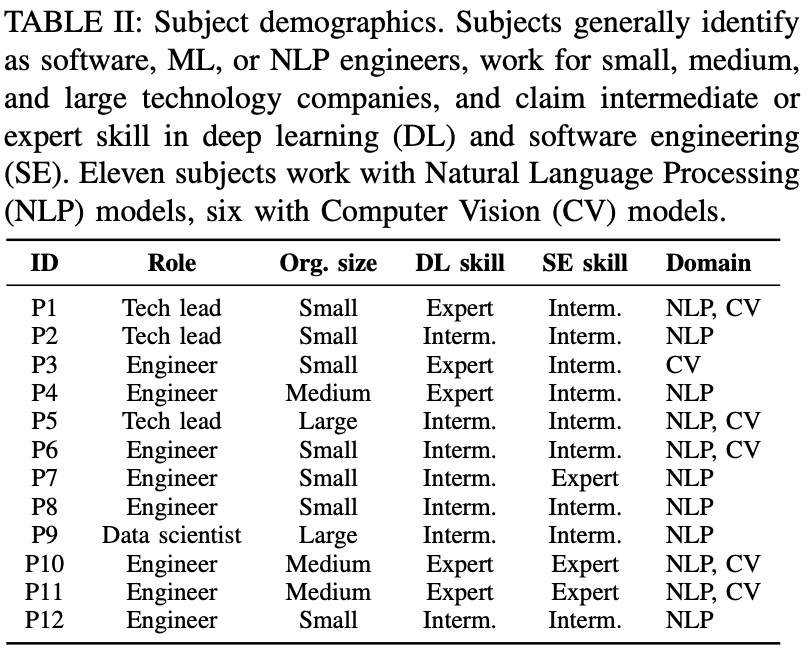 TABLE II: Subject demographics. Subjects generally identify
as software, ML, or NLP engineers, work for small, medium,
and large technology companies, and claim intermediate or
expert skill in deep learning (DL) and software engineering
(SE). Eleven subjects work with Natural Language Processing
(NLP) models, six with Computer Vision (CV) models.
ID Role Org. size DL skill SE skill Domain
P1 Tech lead Small Expert Interm. NLP, CV
P2 Tech lead Small Interm. Interm. NLP
P3 Engineer Small Expert Interm. CV
P4 Engineer Medium Expert Interm. NLP
P5 Tech lead Large Interm. Interm. NLP, CV
P6 Engineer Small Interm. Interm. NLP, CV
P7 Engineer Small Interm. Expert NLP
P8 Engineer Small Interm. Interm. NLP
P9 Data scientist Large Interm. Interm. NLP
P10 Engineer Medium Expert Expert NLP, CV
P11 Engineer Medium Expert Expert NLP, CV
P12 Engineer Small Interm. Interm. NLP